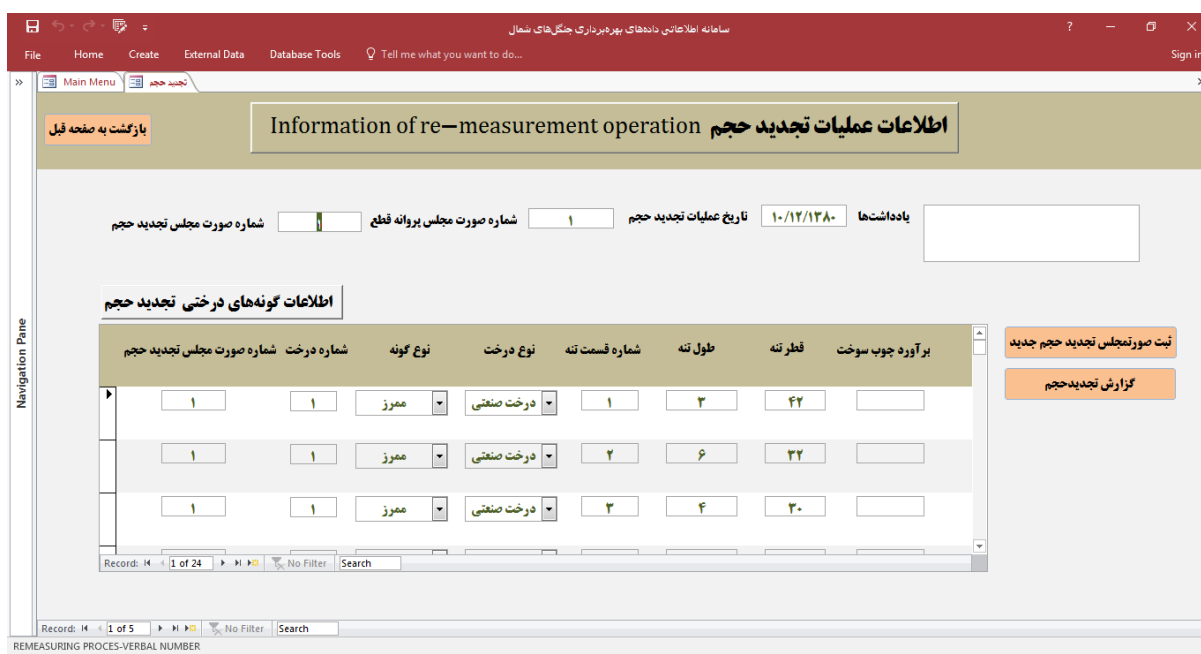 سامانه اطلاعاتی داده‌های بهره‌برداری جنگل‌های شمال
File Home Create External Data Database Tools Tell me what you want to do... Sign in
Main Menu تجدید حجم
اطلاعات عملیات تجدید حجم Information of re-measurement operation
بازگشت به صفحه قبل
شماره صورت مجلس تجدید حجم ۱ شماره صورت مجلس پروانه قطع ۱ تاریخ عملیات تجدید حجم ۱۰/۱۲/۱۳۸۰ یادداشت‌ها
اطلاعات گونه‌های درختی تجدید حجم
شماره صورت مجلس تجدید حجم شماره درخت نوع گونه نوع درخت شماره قسمت تنه طول تنه قطر تنه برآورد چوب سوخت
۱ ۱ ممرز درخت صنعتی ۱ ۳ ۴۲
۱ ۱ ممرز درخت صنعتی ۲ ۶ ۳۲
۱ ۱ ممرز درخت صنعتی ۳ ۴ ۳۰
ثبت صورتمجلس تجدید حجم جدید
گزارش تجدیدحجم
Record: 1 of 24 No Filter Search
Record: 1 of 5 No Filter Search
Navigation Pane
REMEASURING PROCES-VERBAL NUMBER